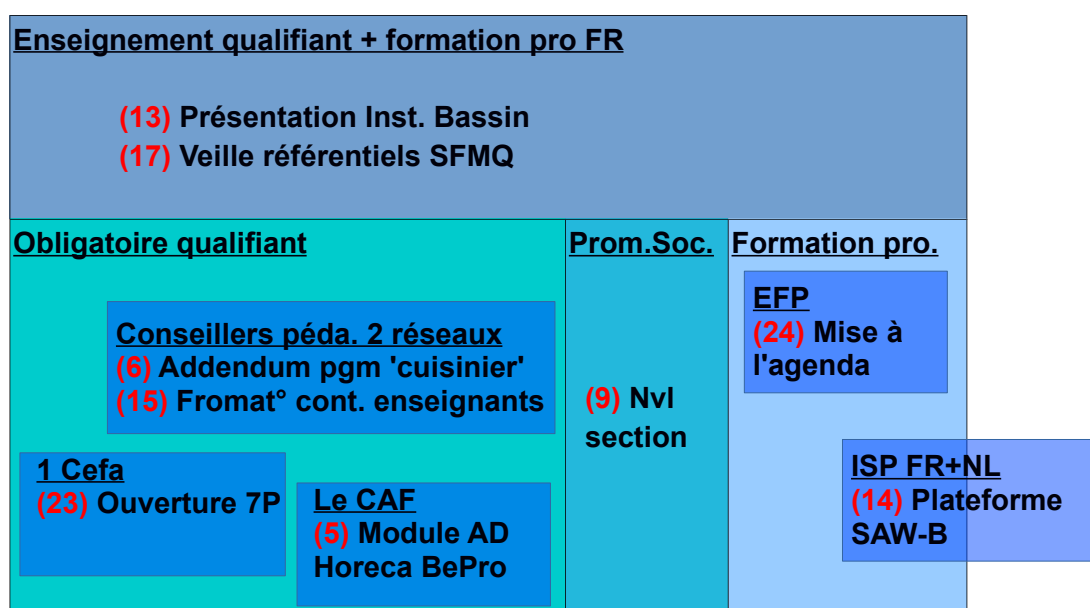 Enseignement qualifiant + formation pro FR
(13) Présentation Inst. Bassin
(17) Veille référentiels SFMQ
Obligatoire qualifiant
Conseillers péda. 2 réseaux
(6) Addendum pgm 'cuisinier'
(15) Fromat° cont. enseignants
1 Cefa
(23) Ouverture 7P
Le CAF
(5) Module AD
Horeca BePro
Prom.Soc.
(9) Nvl
section
Formation pro.
EFP
(24) Mise à
l'agenda
ISP FR+NL
(14) Plateforme
SAW-B